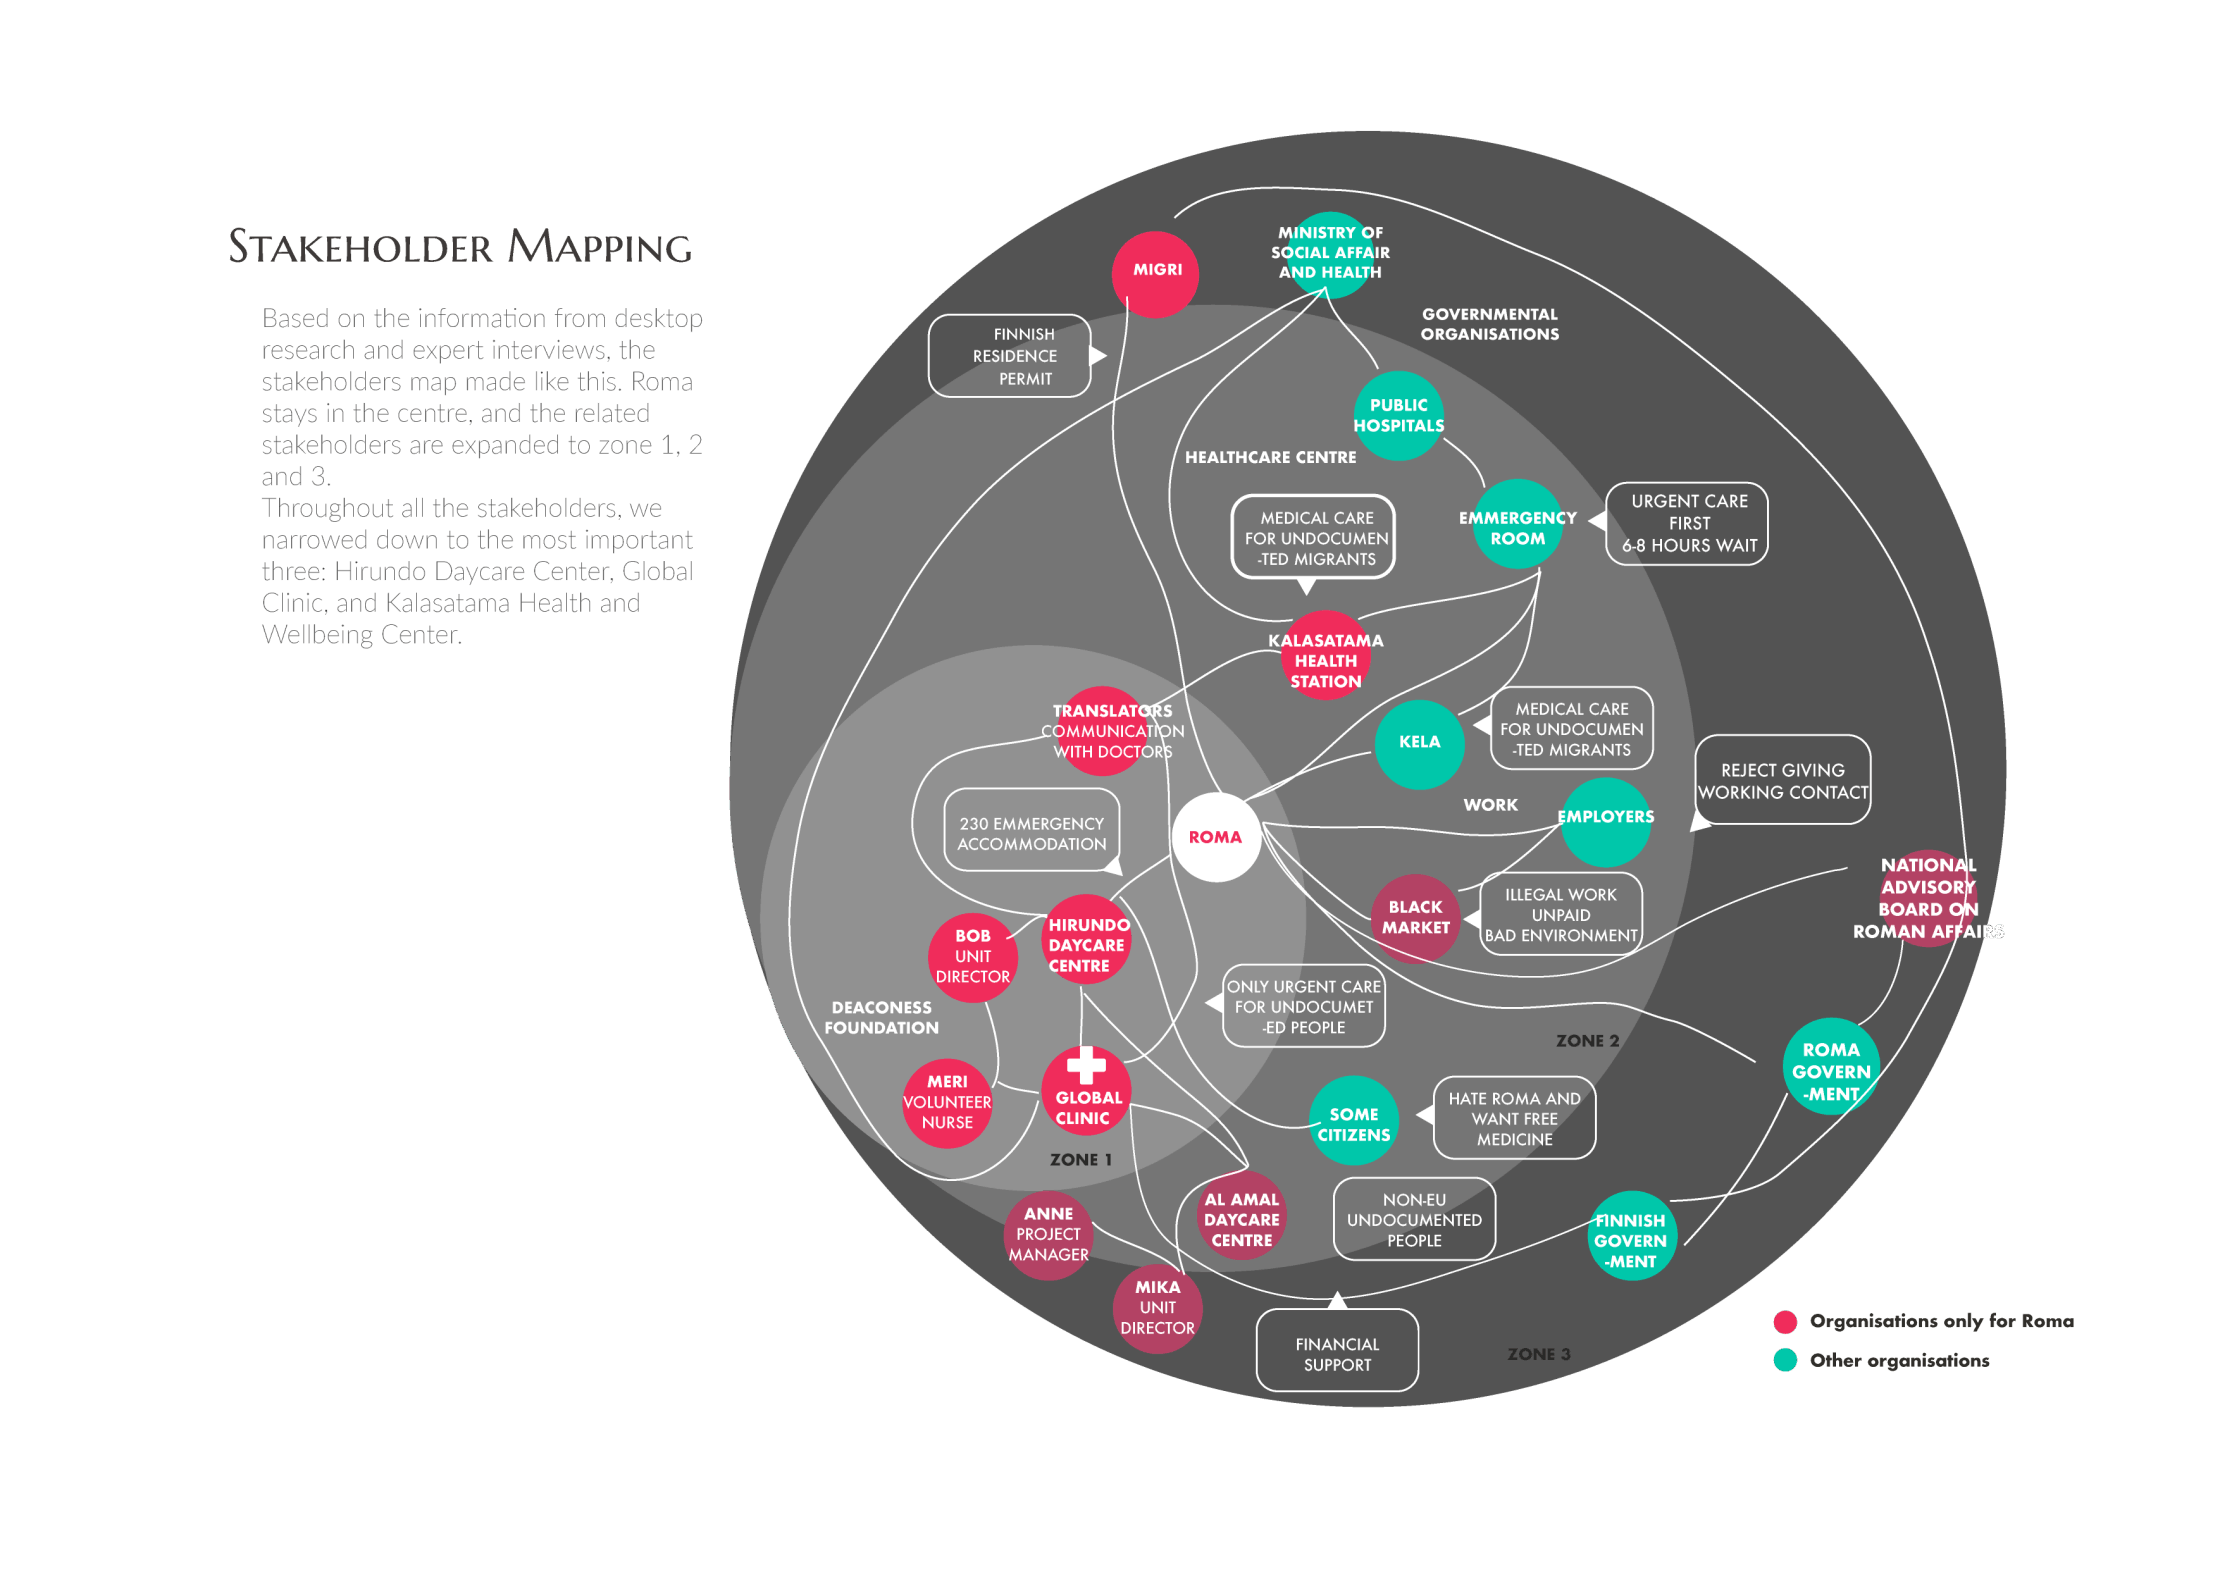 STAKEHOLDER MAPPING
Based on the information from desktop
research and expert interviews, the
stakeholders map made like this. Roma
stays in the centre, and the related
stakeholders are expanded to zone 1, 2
and 3.
Throughout all the stakeholders, we
narrowed down to the most important
three: Hirundo Daycare Center, Global
Clinic, and Kalasatama Health and
Wellbeing Center.
MIGRI
MINISTRY OF
SOCIAL AFFAIR
AND HEALTH
GOVERNMENTAL
ORGANISATIONS
FINNISH
RESIDENCE
PERMIT
PUBLIC
HOSPITALS
HEALTHCARE CENTRE
MEDICAL CARE
FOR UNDOCUMEN
-TED MIGRANTS
EMMERGENCY
ROOM
URGENT CARE
FIRST
6-8 HOURS WAIT
KALASATAMA
HEALTH
STATION
TRANSLATORS
COMMUNICATION
WITH DOCTORS
KELA
MEDICAL CARE
FOR UNDOCUMEN
-TED MIGRANTS
REJECT GIVING
WORKING CONTACT
WORK
EMPLOYERS
230 EMMERGENCY
ACCOMMODATION
ROMA
NATIONAL
ADVISORY
BOARD ON
ROMAN AFFAIRS
BLACK
MARKET
ILLEGAL WORK
UNPAID
BAD ENVIRONMENT
HIRUNDO
DAYCARE
CENTRE
BOB
UNIT
DIRECTOR
DEACONESS
FOUNDATION
ONLY URGENT CARE
FOR UNDOCUMET
-ED PEOPLE
ZONE 2
ROMA
GOVERN
-MENT
MERI
VOLUNTEER
NURSE
GLOBAL
CLINIC
SOME
CITIZENS
HATE ROMA AND
WANT FREE
MEDICINE
ZONE 1
ANNE
PROJECT
MANAGER
AL AMAL
DAYCARE
CENTRE
NON-EU
UNDOCUMENTED
PEOPLE
FINNISH
GOVERN
-MENT
MIKA
UNIT
DIRECTOR
FINANCIAL
SUPPORT
ZONE 3
Organisations only for Roma
Other organisations